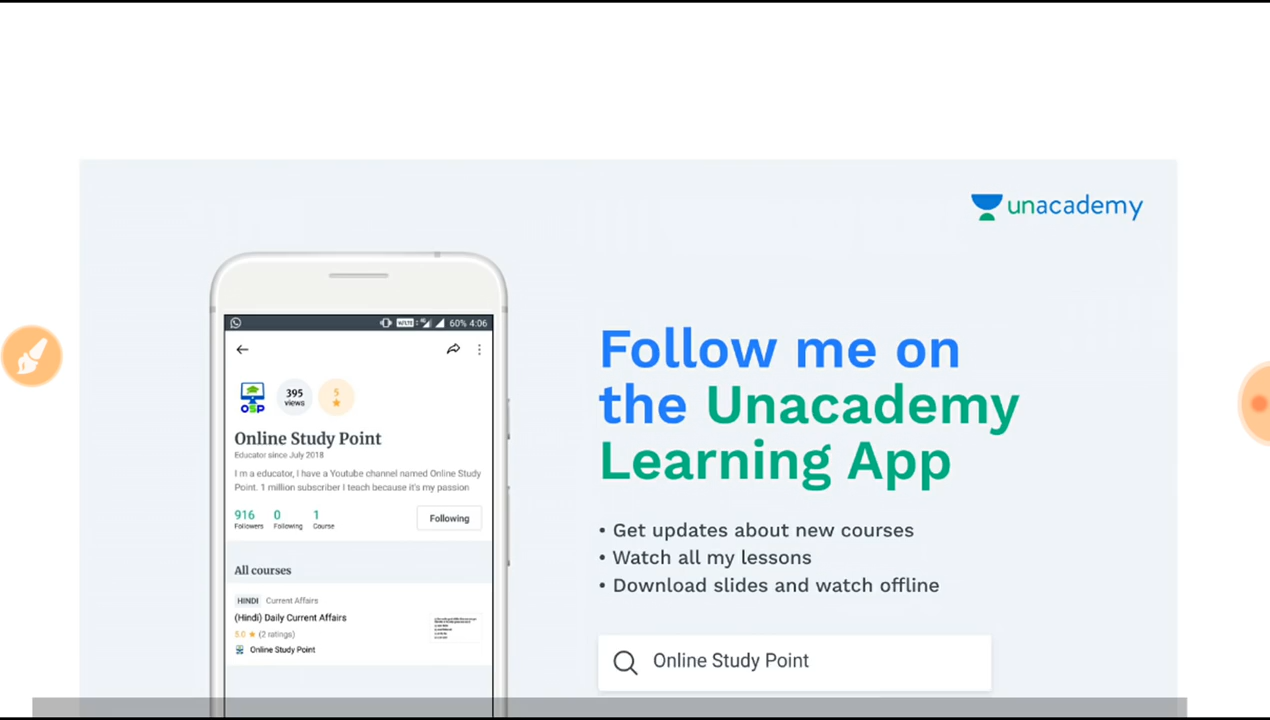 unacademy
60% 4:06
395
views
5
OSP
Online Study Point
Educator since July 2018
I m a educator, I have a Youtube channel named Online Study
Point. 1 million subscriber I teach because it's my passion
916
Followers
0
Following
1
Course
Following
All courses
HINDI Current Affairs
(Hindi) Daily Current Affairs
5.0 ★ (2 ratings)
Online Study Point
Follow me on
the Unacademy
Learning App
• Get updates about new courses
• Watch all my lessons
• Download slides and watch offline
Online Study Point